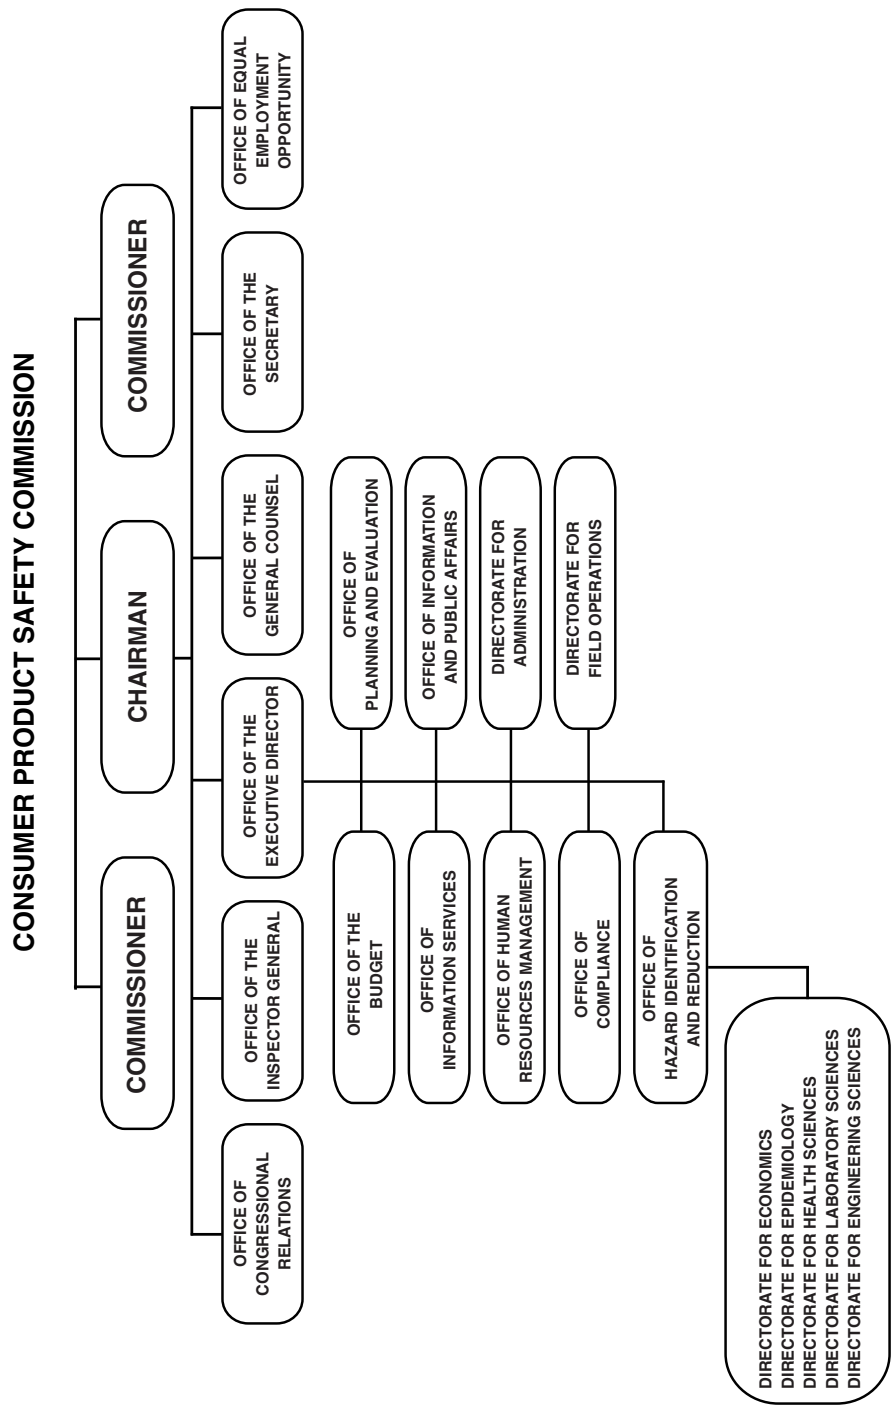 CONSUMER PRODUCT SAFETY COMMISSION
COMMISSIONER
CHAIRMAN
COMMISSIONER
OFFICE OF
CONGRESSIONAL
RELATIONS
OFFICE OF THE
INSPECTOR GENERAL
OFFICE OF THE
EXECUTIVE DIRECTOR
OFFICE OF THE
GENERAL COUNSEL
OFFICE OF THE
SECRETARY
OFFICE OF EQUAL
EMPLOYMENT
OPPORTUNITY
OFFICE OF THE
BUDGET
OFFICE OF
PLANNING AND EVALUATION
OFFICE OF
INFORMATION SERVICES
OFFICE OF INFORMATION
AND PUBLIC AFFAIRS
OFFICE OF HUMAN
RESOURCES MANAGEMENT
DIRECTORATE FOR
ADMINISTRATION
OFFICE OF
COMPLIANCE
DIRECTORATE FOR
FIELD OPERATIONS
OFFICE OF
HAZARD IDENTIFICATION
AND REDUCTION
DIRECTORATE FOR ECONOMICS
DIRECTORATE FOR EPIDEMIOLOGY
DIRECTORATE FOR HEALTH SCIENCES
DIRECTORATE FOR LABORATORY SCIENCES
DIRECTORATE FOR ENGINEERING SCIENCES